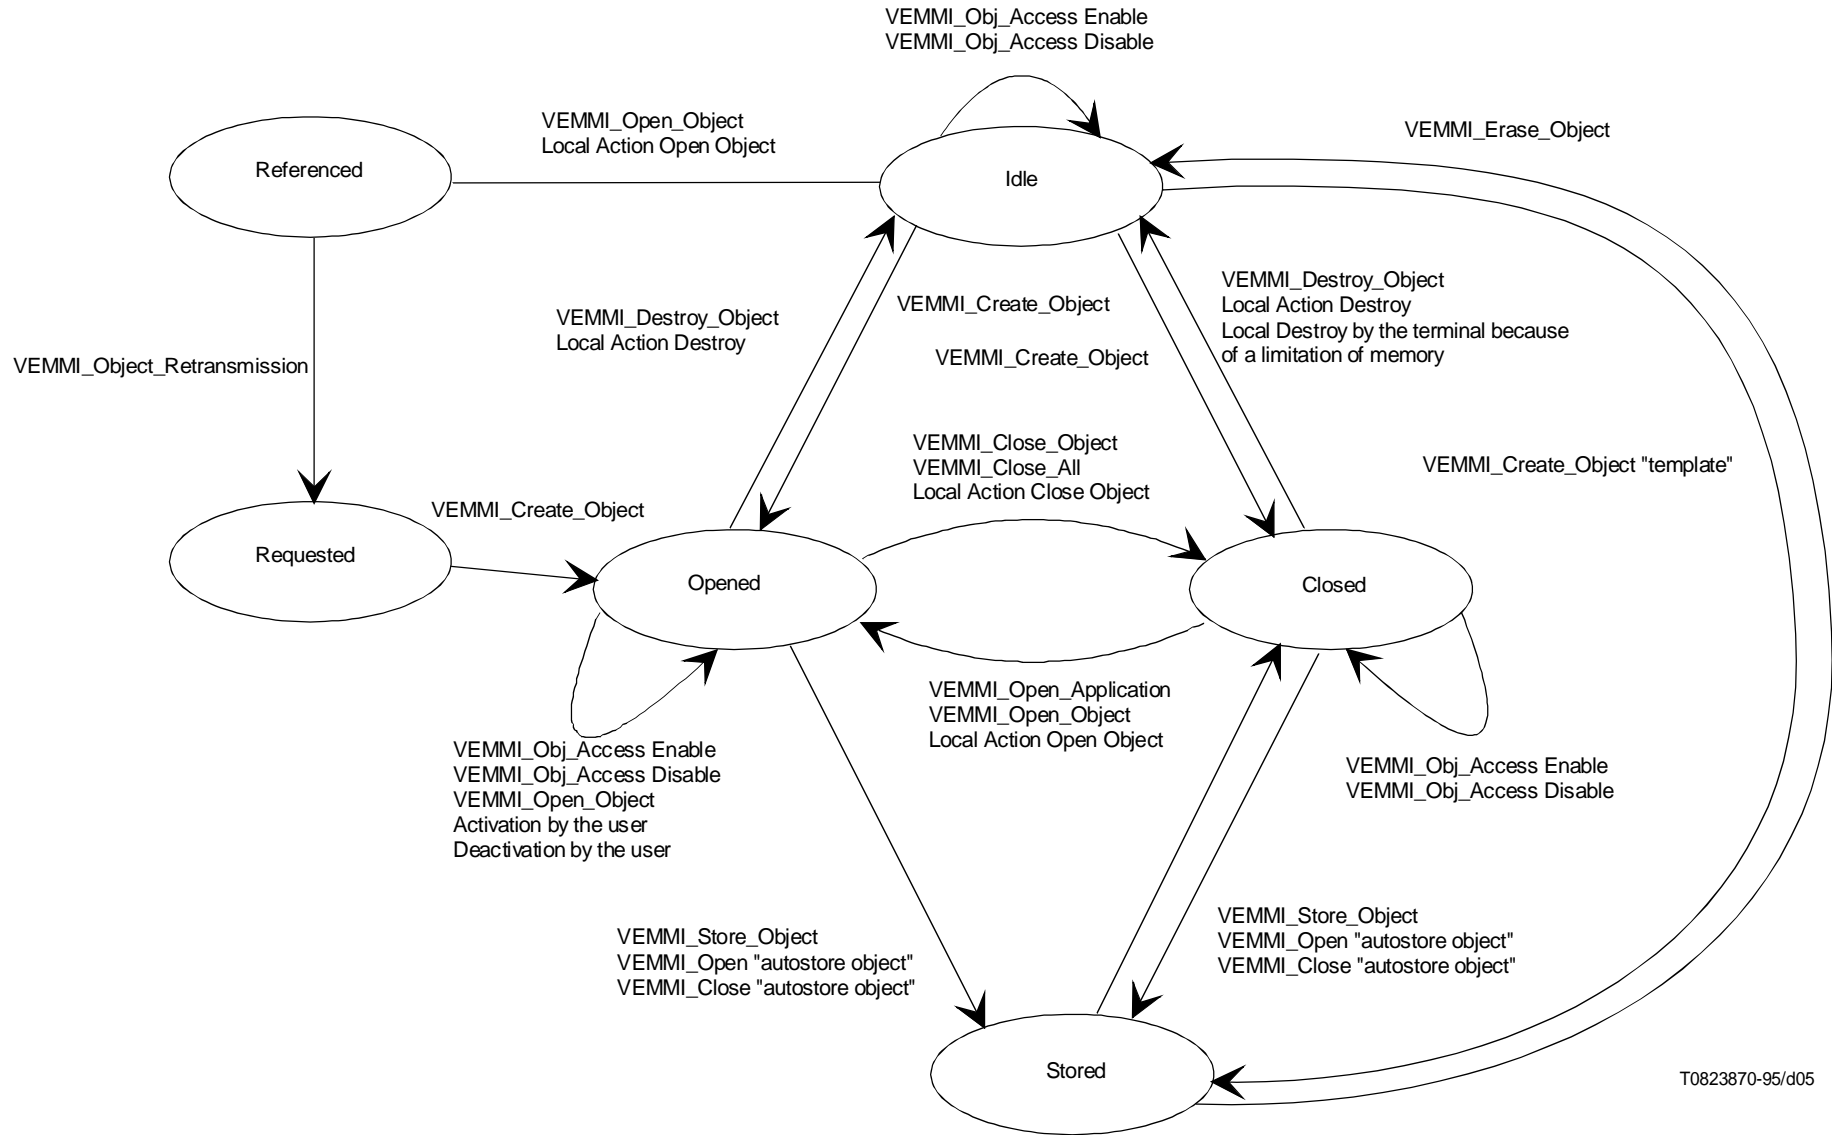 VEMMI_Obj_Access Enable
VEMMI_Obj_Access Disable
VEMMI_Open_Object
Local Action Open Object
VEMMI_Erase_Object
Referenced
Idle
VEMMI_Destroy_Object
Local Action Destroy
VEMMI_Create_Object
VEMMI_Destroy_Object
Local Action Destroy
Local Destroy by the terminal because
of a limitation of memory
VEMMI_Object_Retransmission
VEMMI_Create_Object
VEMMI_Close_Object
VEMMI_Close_All
Local Action Close Object
VEMMI_Create_Object "template"
VEMMI_Create_Object
Requested
Opened
Closed
VEMMI_Open_Application
VEMMI_Open_Object
Local Action Open Object
VEMMI_Obj_Access Enable
VEMMI_Obj_Access Disable
VEMMI_Open_Object
Activation by the user
Deactivation by the user
VEMMI_Obj_Access Enable
VEMMI_Obj_Access Disable
VEMMI_Store_Object
VEMMI_Open "autostore object"
VEMMI_Close "autostore object"
VEMMI_Store_Object
VEMMI_Open "autostore object"
VEMMI_Close "autostore object"
Stored
T0823870-95/d05